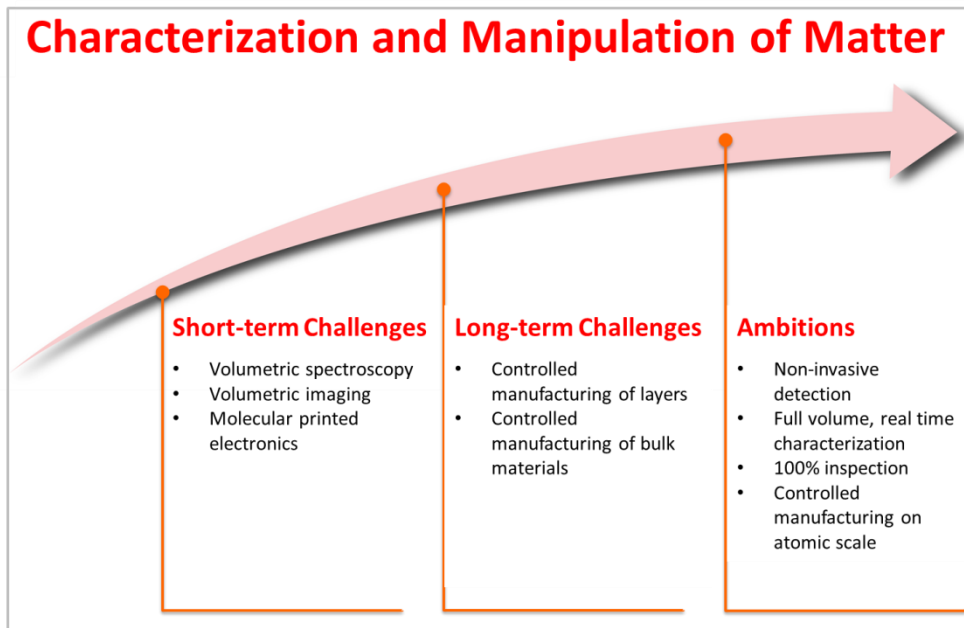 Characterization and Manipulation of Matter
Short-term Challenges
• Volumetric spectroscopy
• Volumetric imaging
• Molecular printed
electronics
Long-term Challenges
• Controlled
manufacturing of layers
• Controlled
manufacturing of bulk
materials
Ambitions
• Non-invasive
detection
• Full volume, real time
characterization
• 100% inspection
• Controlled
manufacturing on
atomic scale